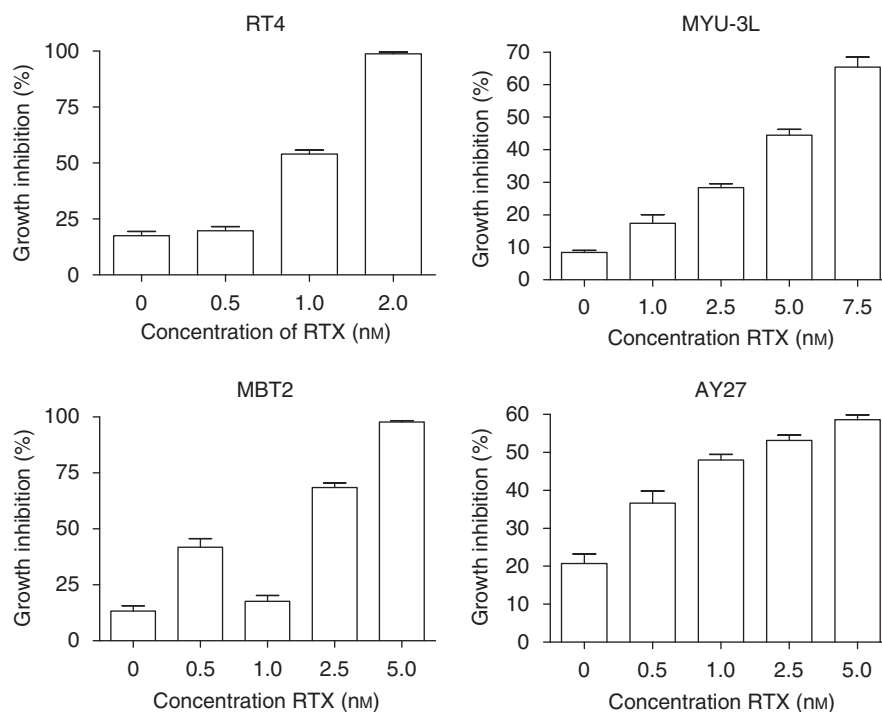 RT4
Growth inhibition (%)
100
75
50
25
0
0 0.5 1.0 2.0
Concentration of RTX (nM)
MYU-3L
Growth inhibition (%)
70
60
50
40
30
20
10
0
0 1.0 2.5 5.0 7.5
Concentration RTX (nM)
MBT2
Growth inhibition (%)
100
75
50
25
0
0 0.5 1.0 2.5 5.0
Concentration RTX (nM)
AY27
Growth inhibition (%)
60
50
40
30
20
10
0
0 0.5 1.0 2.5 5.0
Concentration RTX (nM)